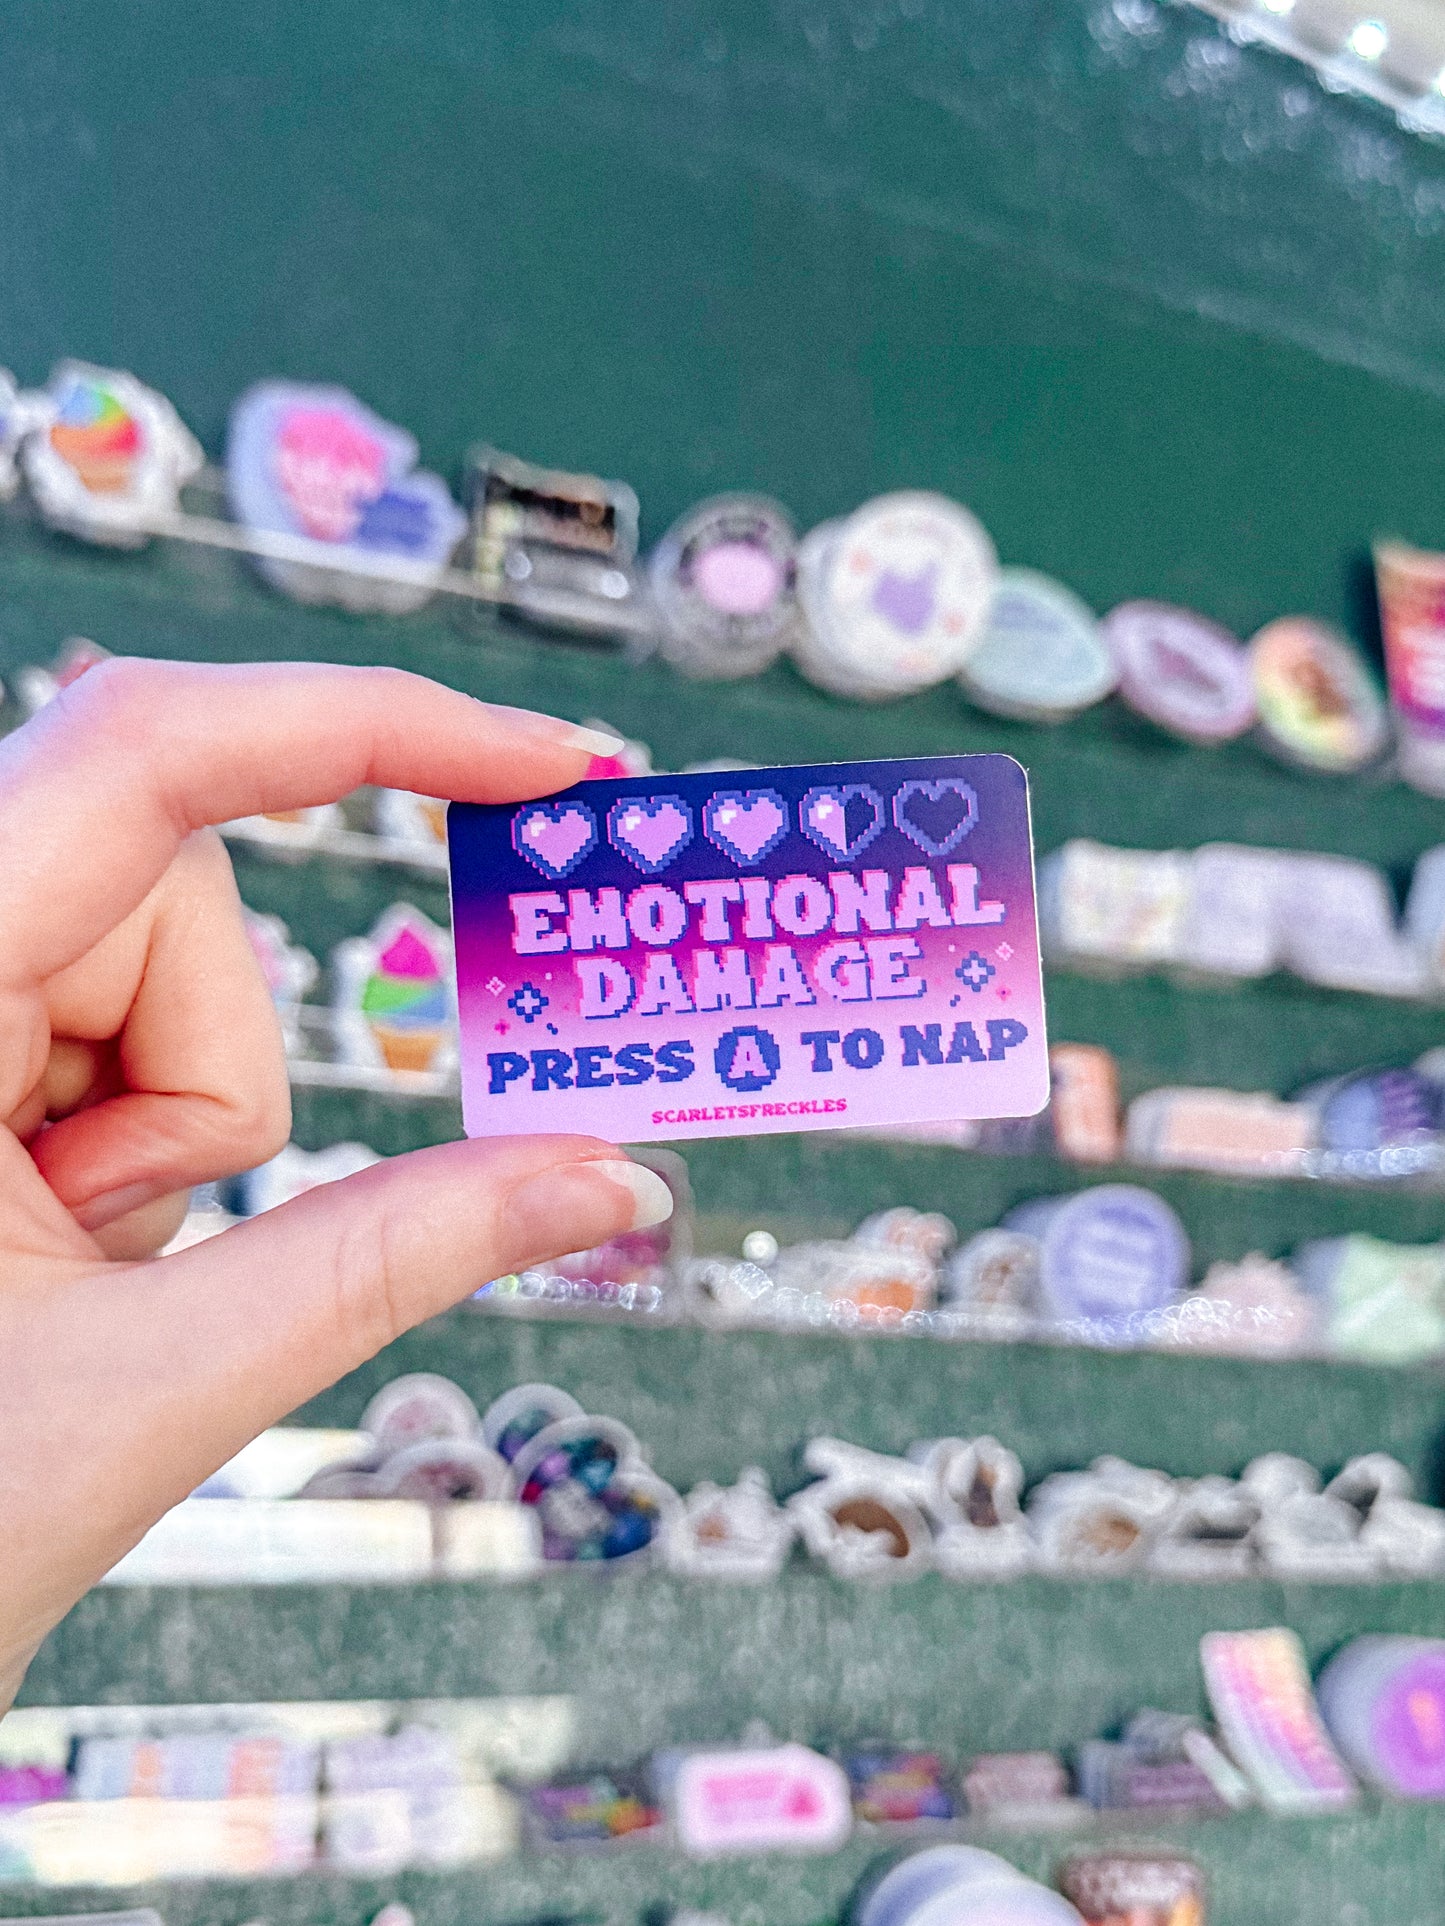 EMOTIONAL
DAMAGE
PRESS A TO NAP
SCARLETSFRECKLES